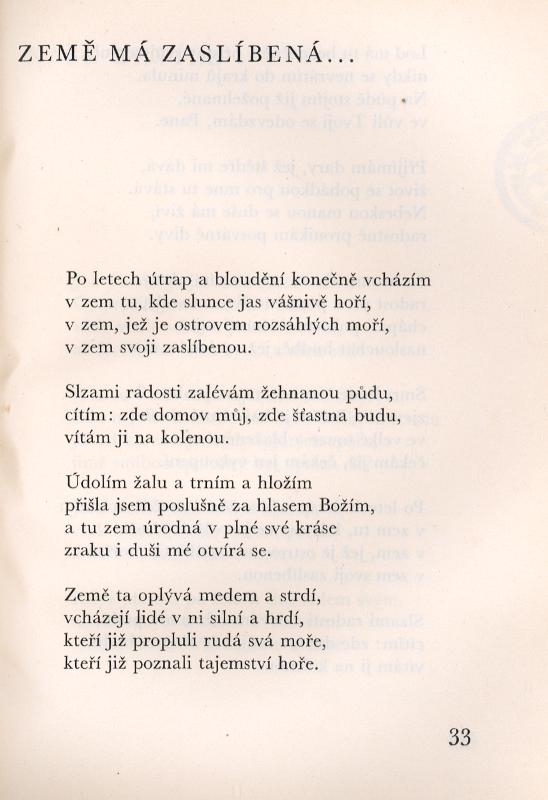 ZEMĚ MÁ ZASLÍBENÁ...
Po letech útrap a bloudění konečně vcházím
v zem tu, kde slunce jas vášnivě hoří,
v zem, jež je ostrovem rozsáhlých moří,
v zem svoji zaslíbenou.
Slzami radosti zalévám žehnanou půdu,
cítím: zde domov můj, zde šťastna budu,
vítám ji na kolenou.
Údolím žalu a trním a hložím
přišla jsem poslušně za hlasem Božím,
a tu zem úrodná v plné své kráse
zraku i duši mé otvírá se.
Země ta oplývá medem a strdí,
vcházejí lidé v ni silní a hrdí,
kteří již propluli rudá svá moře,
kteří již poznali tajemství hoře.
33